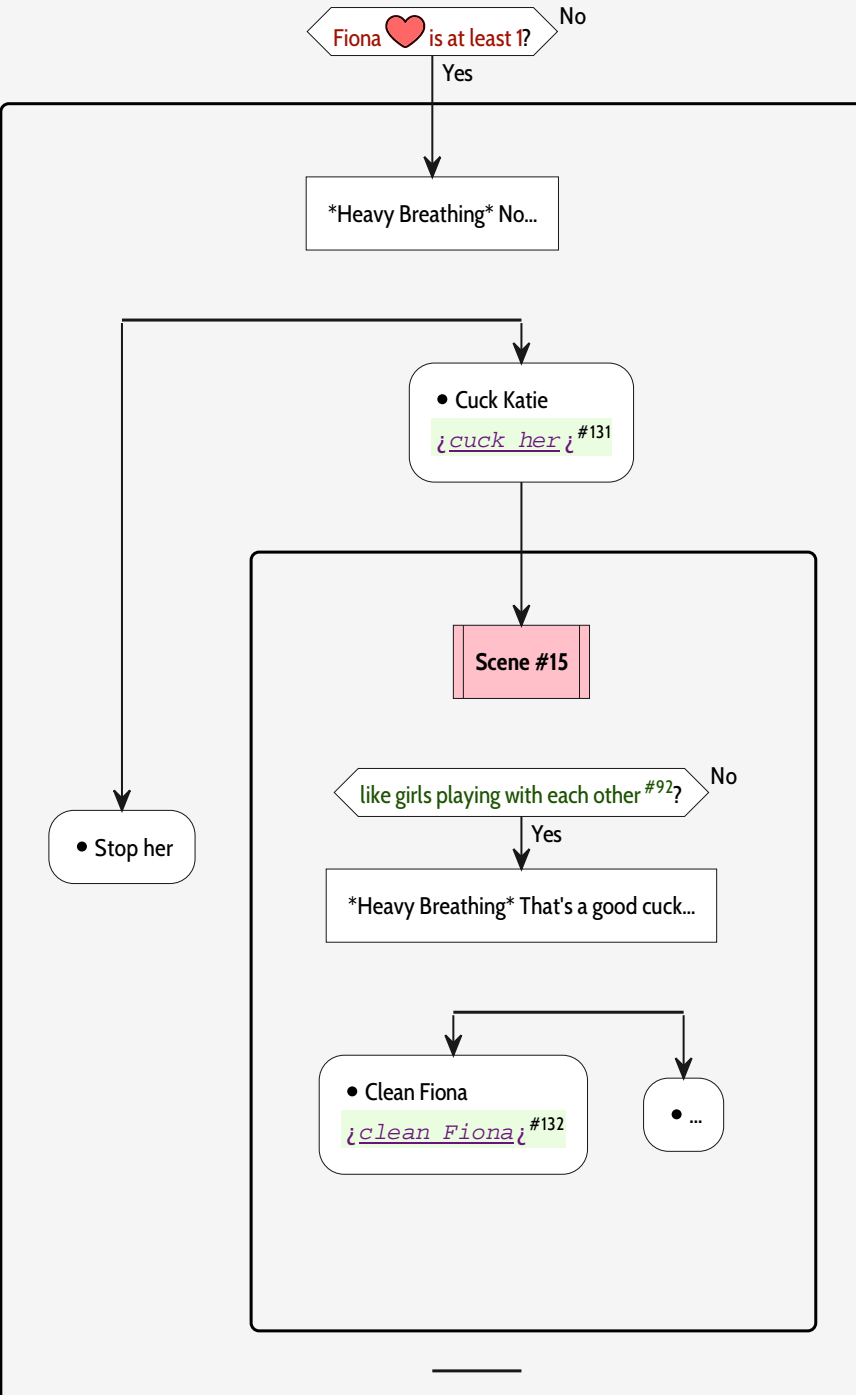 Fiona is at least 1?
No
Yes
*Heavy Breathing* No...
• Cuck Katie
¿cuck her¿ #131
Scene #15
like girls playing with each other #92?
No
Yes
• Stop her
*Heavy Breathing* That's a good cuck...
• Clean Fiona
¿clean Fiona¿ #132
• ...